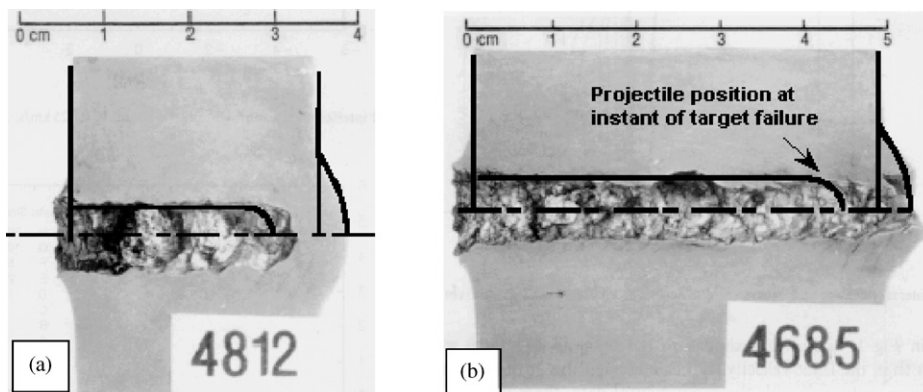 0 cm 1 2 3 4
4812
(a)
0 cm 1 2 3 4 5
Projectile position at
instant of target failure
4685
(b)